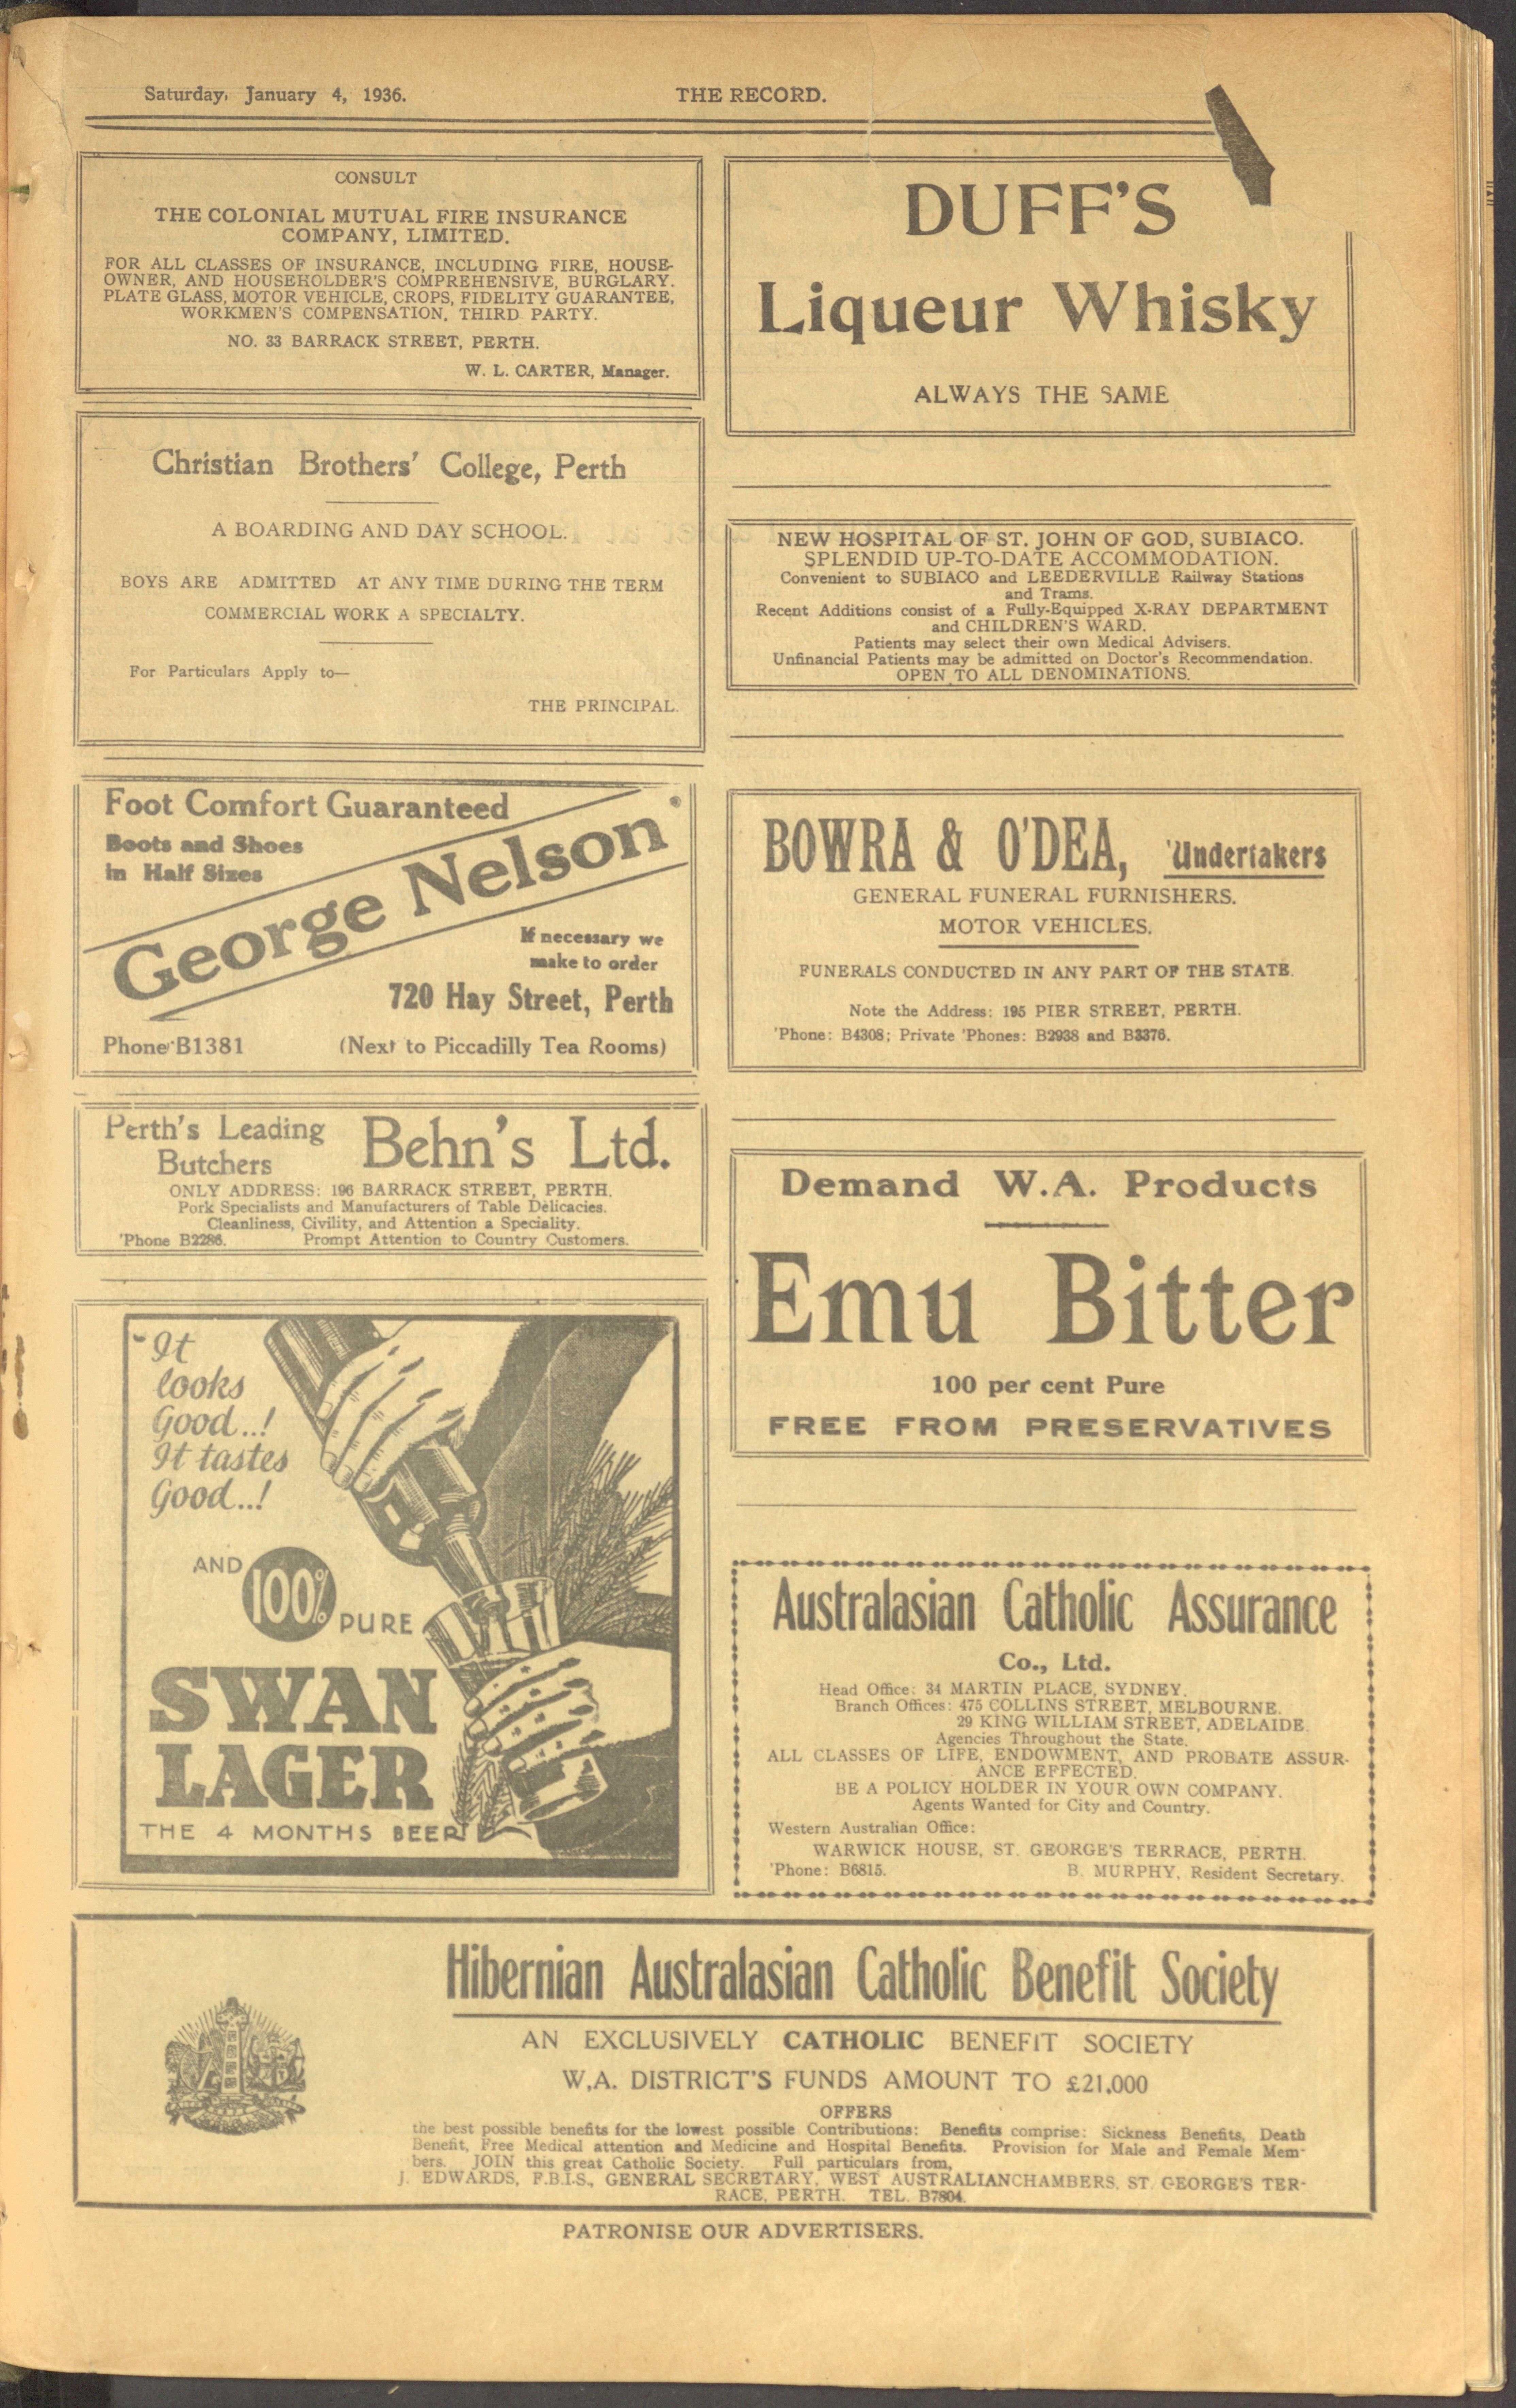 Saturday, January 4, 1936.
THE RECORD.
CONSULT
THE COLONIAL MUTUAL FIRE INSURANCE
COMPANY, LIMITED.
FOR ALL CLASSES OF INSURANCE, INCLUDING FIRE, HOUSE-
OWNER, AND HOUSEHOLDER'S COMPREHENSIVE, BURGLARY.
PLATE GLASS, MOTOR VEHICLE, CROPS, FIDELITY GUARANTEE,
WORKMEN'S COMPENSATION, THIRD PARTY.
NO. 33 BARRACK STREET, PERTH.
W. L. CARTER, Manager.
Christian Brothers' College, Perth
A BOARDING AND DAY SCHOOL.
BOYS ARE ADMITTED AT ANY TIME DURING THE TERM
COMMERCIAL WORK A SPECIALTY.
For Particulars Apply to—
THE PRINCIPAL.
Foot Comfort Guaranteed
Boots and Shoes
in Half Sizes
George Nelson
If necessary we
make to order
720 Hay Street, Perth
Phone B1381 (Next to Piccadilly Tea Rooms)
Perth's Leading
Butchers
Behn's Ltd.
ONLY ADDRESS: 196 BARRACK STREET, PERTH.
Pork Specialists and Manufacturers of Table Delicacies.
Cleanliness, Civility, and Attention a Speciality.
'Phone B2286. Prompt Attention to Country Customers.
"It
looks
Good...!
It tastes
Good...!
AND
100%
PURE
SWAN
LAGER
THE 4 MONTHS BEER
DUFF'S
Liqueur Whisky
ALWAYS THE SAME
NEW HOSPITAL OF ST. JOHN OF GOD, SUBIACO.
SPLENDID UP-TO-DATE ACCOMMODATION.
Convenient to SUBIACO and LEEDERVILLE Railway Stations
and Trams.
Recent Additions consist of a Fully-Equipped X-RAY DEPARTMENT
and CHILDREN'S WARD.
Patients may select their own Medical Advisers.
Unfinancial Patients may be admitted on Doctor's Recommendation.
OPEN TO ALL DENOMINATIONS.
BOWRA & O'DEA, 'Undertakers
GENERAL FUNERAL FURNISHERS.
MOTOR VEHICLES.
FUNERALS CONDUCTED IN ANY PART OF THE STATE.
Note the Address: 195 PIER STREET, PERTH.
'Phone: B4308; Private 'Phones: B2938 and B3376.
Demand W.A. Products
Emu Bitter
100 per cent Pure
FREE FROM PRESERVATIVES
Australasian Catholic Assurance
Co., Ltd.
Head Office: 34 MARTIN PLACE, SYDNEY.
Branch Offices: 475 COLLINS STREET, MELBOURNE.
29 KING WILLIAM STREET, ADELAIDE.
Agencies Throughout the State.
ALL CLASSES OF LIFE, ENDOWMENT, AND PROBATE ASSUR-
ANCE EFFECTED.
BE A POLICY HOLDER IN YOUR OWN COMPANY.
Agents Wanted for City and Country.
Western Australian Office:
WARWICK HOUSE, ST. GEORGE'S TERRACE, PERTH.
'Phone: B6815. B. MURPHY, Resident Secretary.
Hibernian Australasian Catholic Benefit Society
AN EXCLUSIVELY CATHOLIC BENEFIT SOCIETY
W.A. DISTRICT'S FUNDS AMOUNT TO £21,000
OFFERS
the best possible benefits for the lowest possible Contributions: Benefits comprise: Sickness Benefits, Death
Benefit, Free Medical attention and Medicine and Hospital Benefits. Provision for Male and Female Mem-
bers. JOIN this great Catholic Society. Full particulars from,
J. EDWARDS, F.B.I.S., GENERAL SECRETARY, WEST AUSTRALIANCHAMBERS, ST. GEORGE'S TER-
RACE, PERTH. TEL. B7804.
PATRONISE OUR ADVERTISERS.